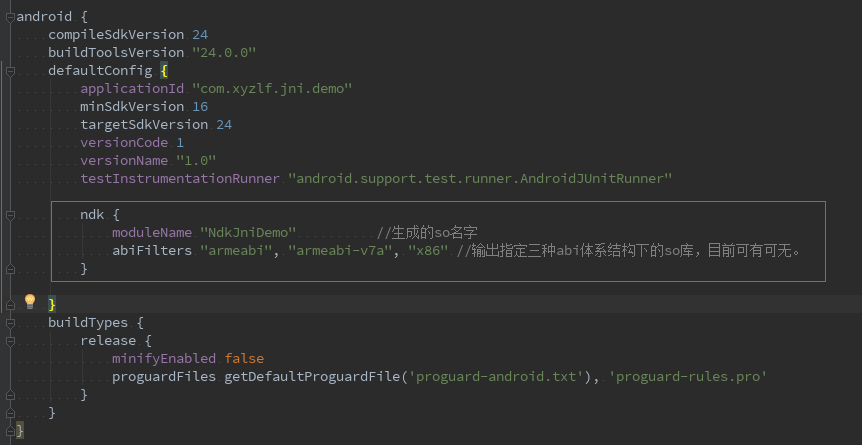 android {
compileSdkVersion 24
buildToolsVersion "24.0.0"
defaultConfig {
applicationId "com.xyzlf.jni.demo"
minSdkVersion 16
targetSdkVersion 24
versionCode 1
versionName "1.0"
testInstrumentationRunner "android.support.test.runner.AndroidJUnitRunner"
ndk {
moduleName "NdkJniDemo" //生成的so名字
abiFilters "armeabi", "armeabi-v7a", "x86" //输出指定三种abi体系结构下的so库，目前可有可无。
}
}
buildTypes {
release {
minifyEnabled false
proguardFiles getDefaultProguardFile('proguard-android.txt'), 'proguard-rules.pro'
}
}
}